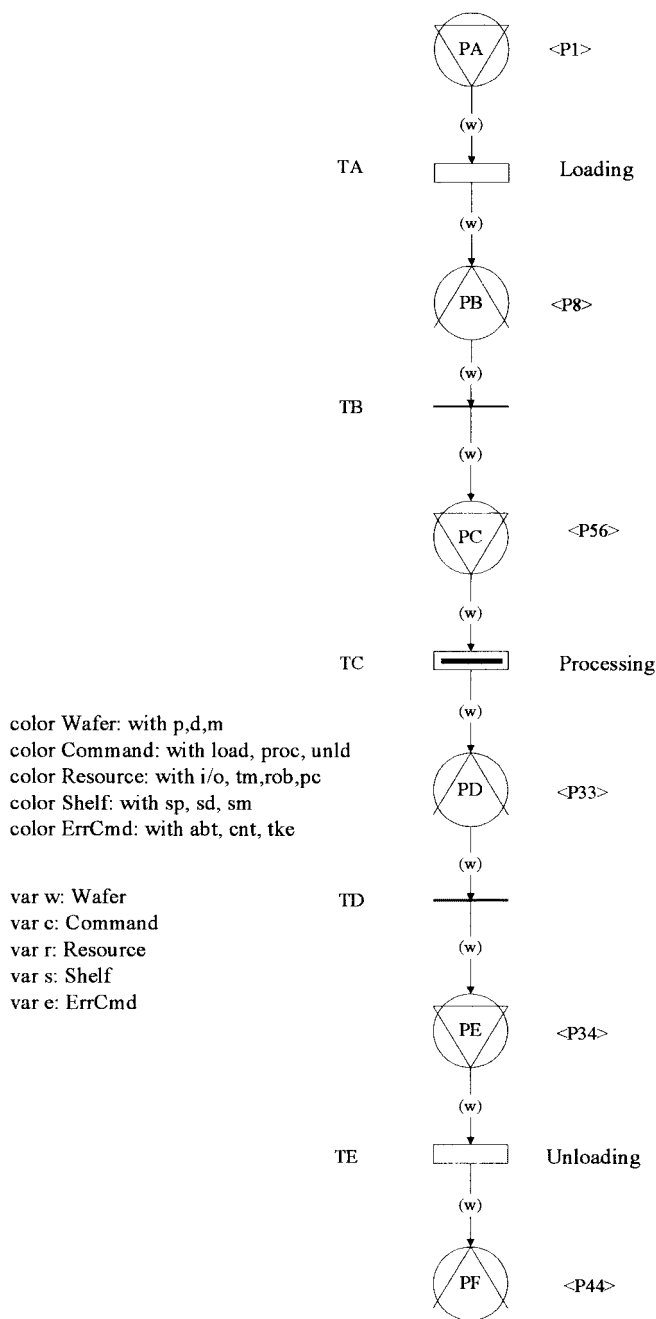 PA <P1>
(w)
TA Loading
(w)
PB <P8>
(w)
TB
(w)
PC <P56>
(w)
TC Processing
(w)
color Wafer: with p,d,m
color Command: with load, proc, unld
color Resource: with i/o, tm,rob,pc
color Shelf: with sp, sd, sm
color ErrCmd: with abt, cnt, tke
PD <P33>
(w)
TD
var w: Wafer
var c: Command
var r: Resource
var s: Shelf
var e: ErrCmd
(w)
PE <P34>
(w)
TE Unloading
(w)
PF <P44>